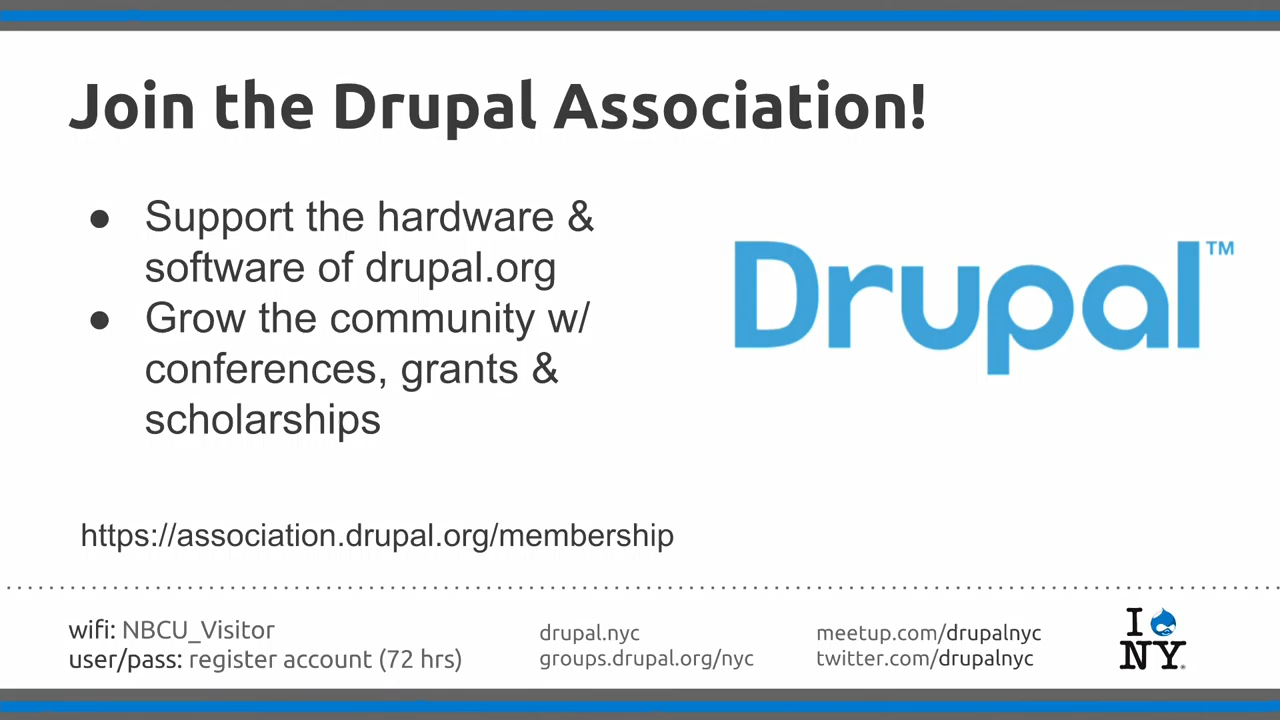 Join the Drupal Association!
● Support the hardware &
software of drupal.org
● Grow the community w/
conferences, grants &
scholarships
Drupal™
https://association.drupal.org/membership
wifi: NBCU_Visitor
user/pass: register account (72 hrs)
drupal.nyc
groups.drupal.org/nyc
meetup.com/drupalnyc
twitter.com/drupalnyc
I
NY®